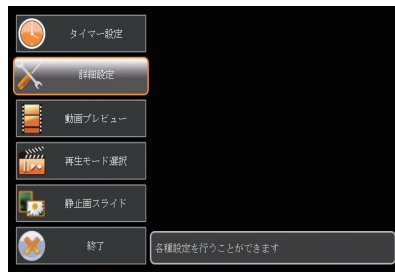 タイマー設定
詳細設定
動画プレビュー
再生モード選択
静止画スライド
終了
各種設定を行うことができます